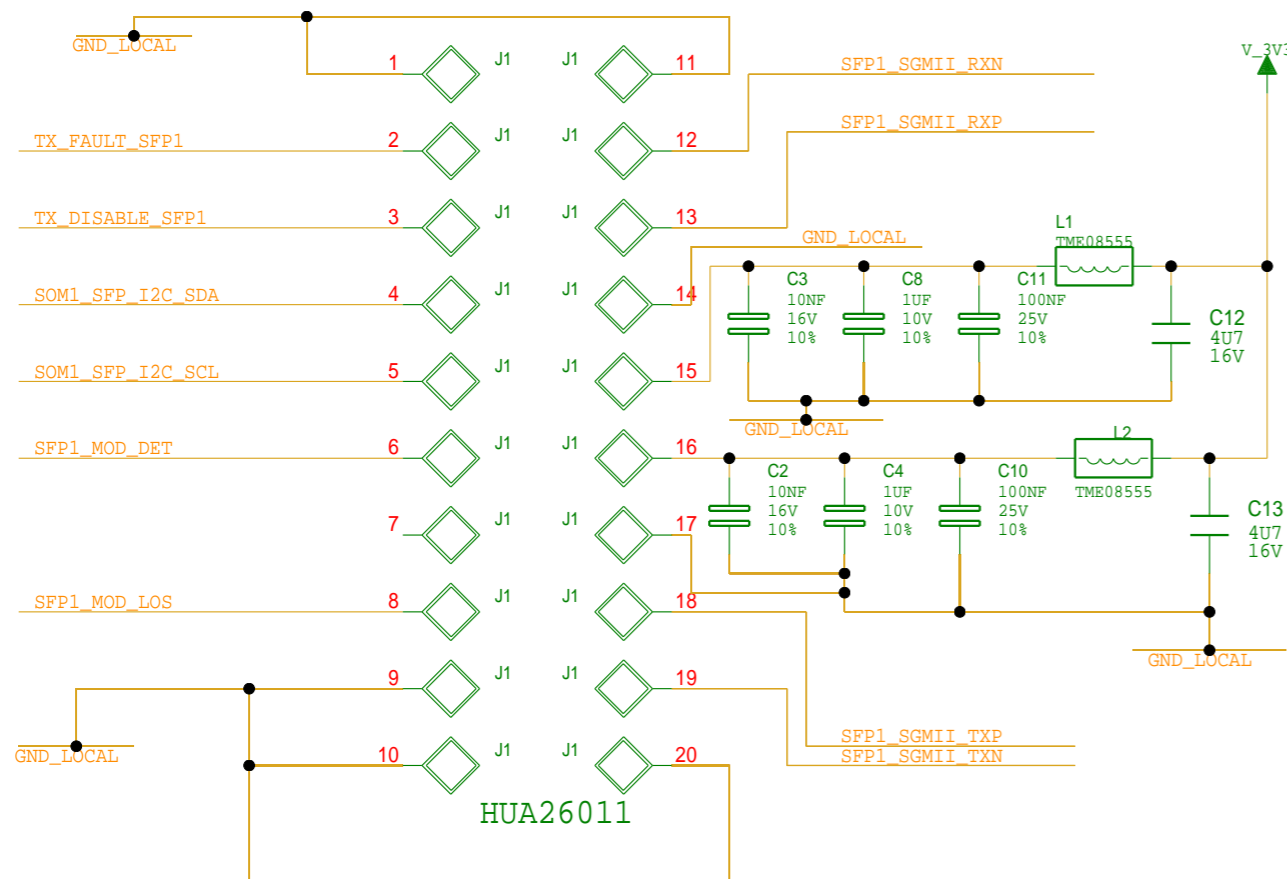 GND_LOCAL
1 J1 J1 11
SFP1_SGMII_RXN
V_3V3
TX_FAULT_SFP1 2 J1 J1 12
SFP1_SGMII_RXP
TX_DISABLE_SFP1 3 J1 J1 13
GND_LOCAL
L1
TME08555
SOM1_SFP_I2C_SDA 4 J1 J1 14
C3
10NF
16V
10%
C8
1UF
10V
10%
C11
100NF
25V
10%
C12
4U7
16V
SOM1_SFP_I2C_SCL 5 J1 J1 15
GND_LOCAL
SFP1_MOD_DET 6 J1 J1 16
L2
TME08555
C2
10NF
16V
10%
C4
1UF
10V
10%
C10
100NF
25V
10%
C13
4U7
16V
7 J1 J1 17
SFP1_MOD_LOS 8 J1 J1 18
GND_LOCAL
9 J1 J1 19
GND_LOCAL
SFP1_SGMII_TXP
10 J1 J1 20
SFP1_SGMII_TXN
HUA26011